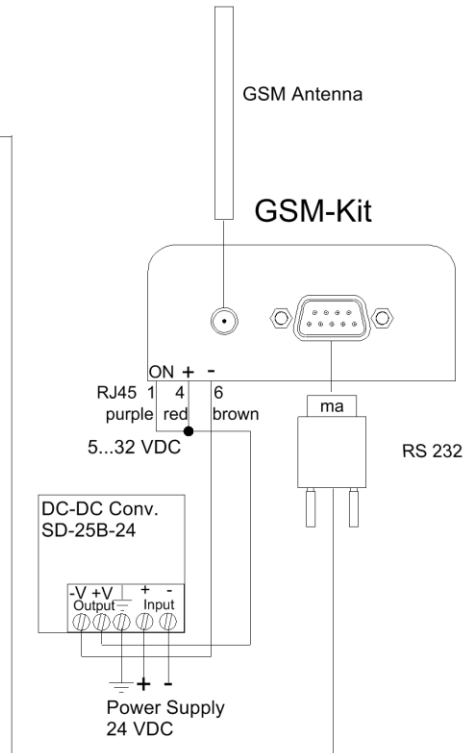 GSM Antenna
GSM-Kit
ON + -
RJ45 1 4 6
purple red brown
5...32 VDC
ma
RS 232
DC-DC Conv.
SD-25B-24
-V +V + -
Output Input
+ -
Power Supply
24 VDC